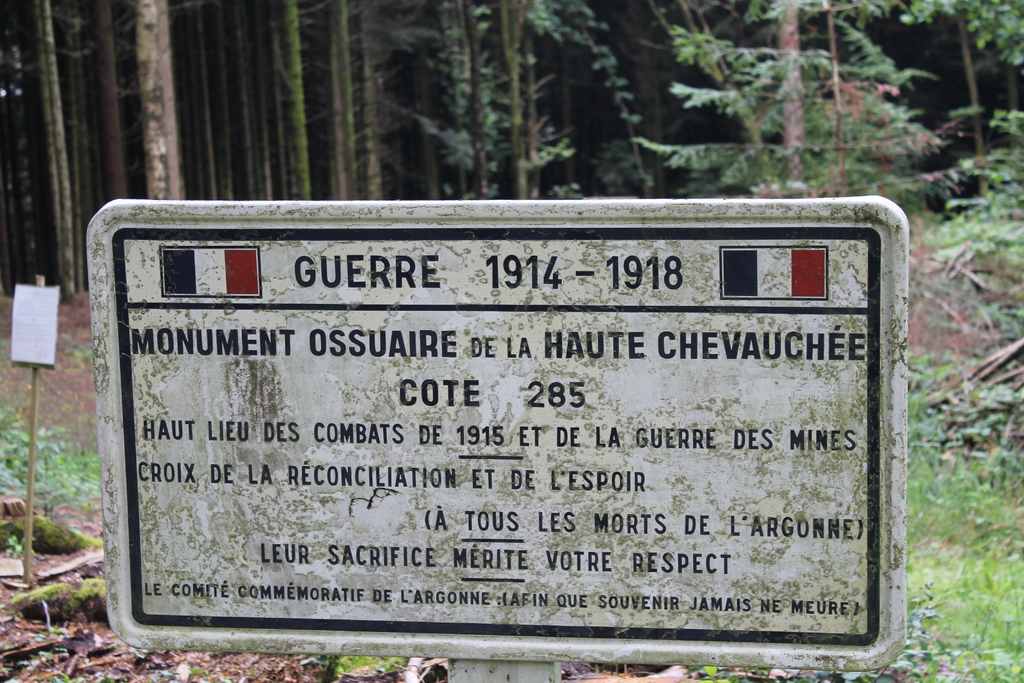 GUERRE 1914 - 1918
MONUMENT OSSUAIRE DE LA HAUTE CHEVAUCHÉE
COTE 285
HAUT LIEU DES COMBATS DE 1915 ET DE LA GUERRE DES MINES
CROIX DE LA RÉCONCILIATION ET DE L'ESPOIR
(À TOUS LES MORTS DE L'ARGONNE)
LEUR SACRIFICE MÉRITE VOTRE RESPECT
LE COMITÉ COMMÉMORATIF DE L'ARGONNE : (AFIN QUE SOUVENIR JAMAIS NE MEURE)